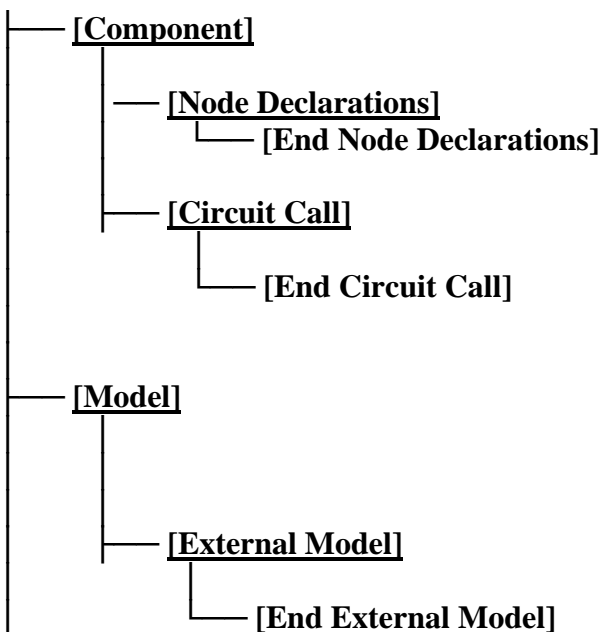 [Component]
[Node Declarations]
[End Node Declarations]
[Circuit Call]
[End Circuit Call]
[Model]
[External Model]
[End External Model]